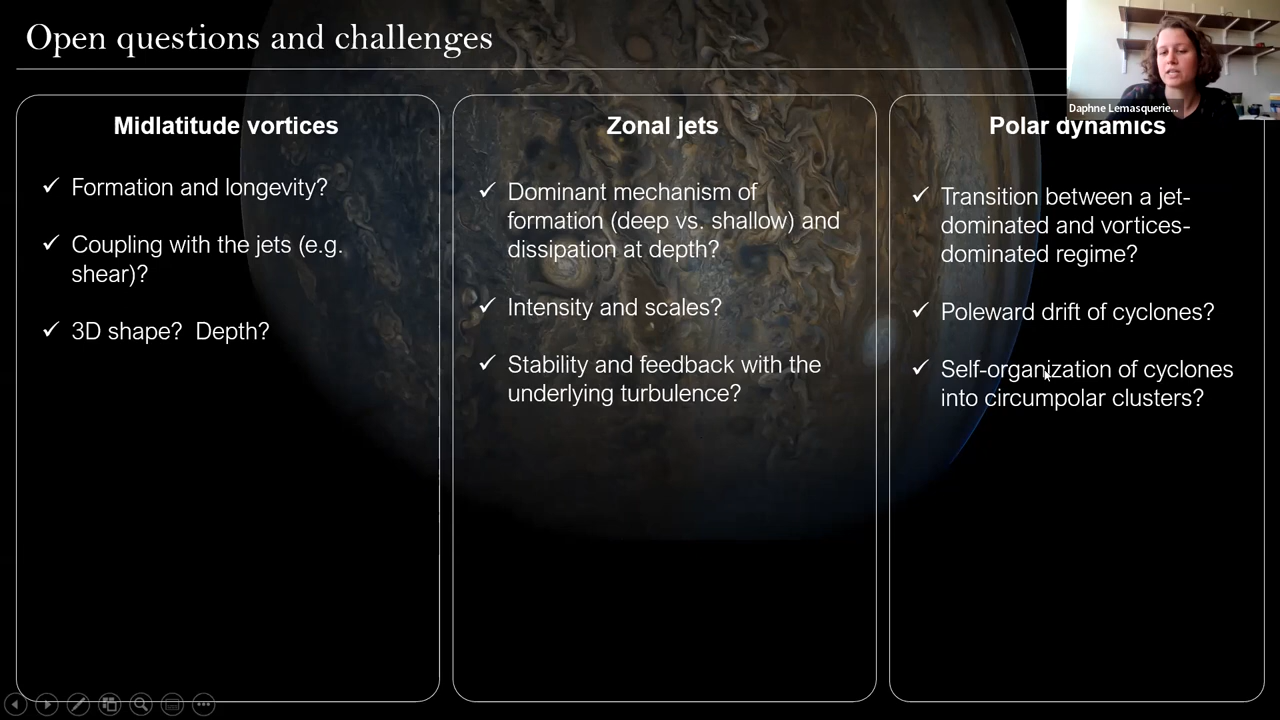 Open questions and challenges
Daphne Lemasquerie...
Midlatitude vortices
Formation and longevity?
Coupling with the jets (e.g.
shear)?
3D shape?  Depth?
Zonal jets
Dominant mechanism of
formation (deep vs. shallow) and
dissipation at depth?
Intensity and scales?
Stability and feedback with the
underlying turbulence?
Polar dynamics
Transition between a jet-
dominated and vortices-
dominated regime?
Poleward drift of cyclones?
Self-organization of cyclones
into circumpolar clusters?